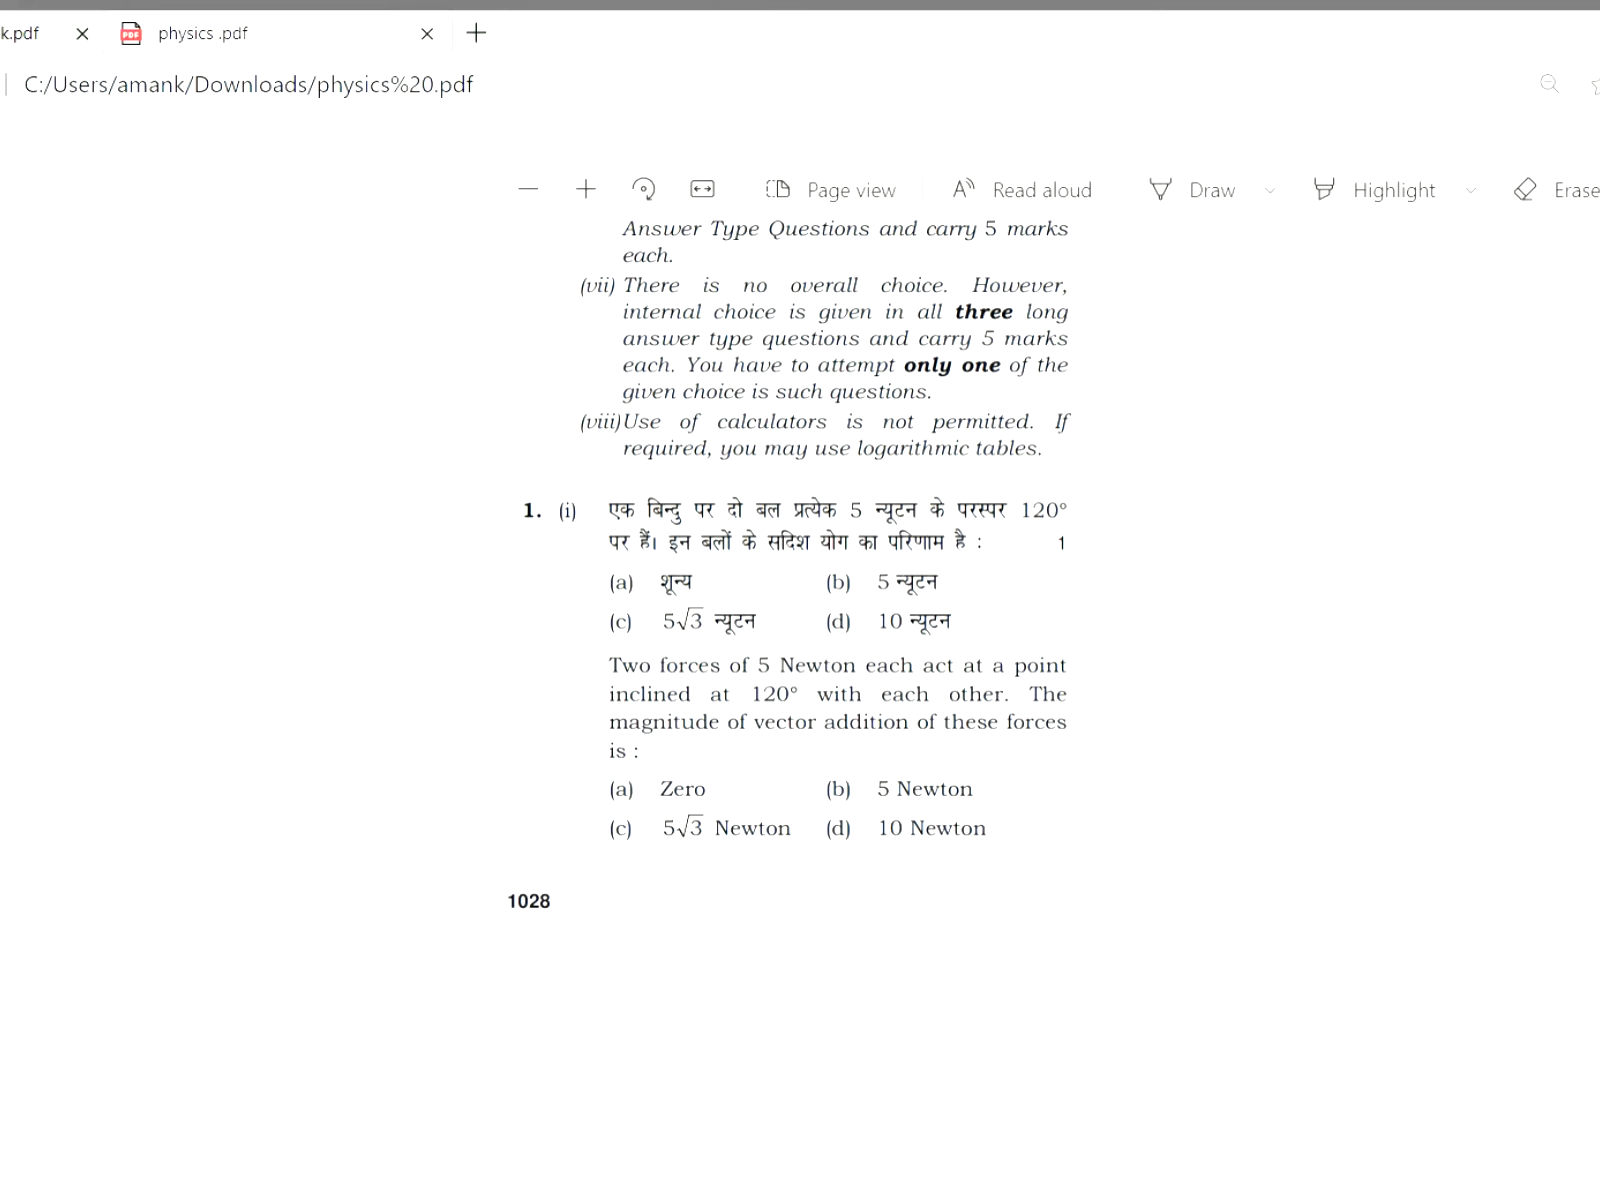 k.pdf physics .pdf
C:/Users/amank/Downloads/physics%20.pdf
Page view Read aloud Draw Highlight Erase
Answer Type Questions and carry 5 marks
each.
(vii) There is no overall choice. However,
internal choice is given in all three long
answer type questions and carry 5 marks
each. You have to attempt only one of the
given choice is such questions.
(viii) Use of calculators is not permitted. If
required, you may use logarithmic tables.
1. (i) एक बिन्दु पर दो बल प्रत्येक 5 न्यूटन के परस्पर 120°
पर हैं। इन बलों के सदिश योग का परिणाम है : 1
(a) शून्य (b) 5 न्यूटन
(c) 5√3 न्यूटन (d) 10 न्यूटन
Two forces of 5 Newton each act at a point
inclined at 120° with each other. The
magnitude of vector addition of these forces
is :
(a) Zero (b) 5 Newton
(c) 5√3 Newton (d) 10 Newton
1028